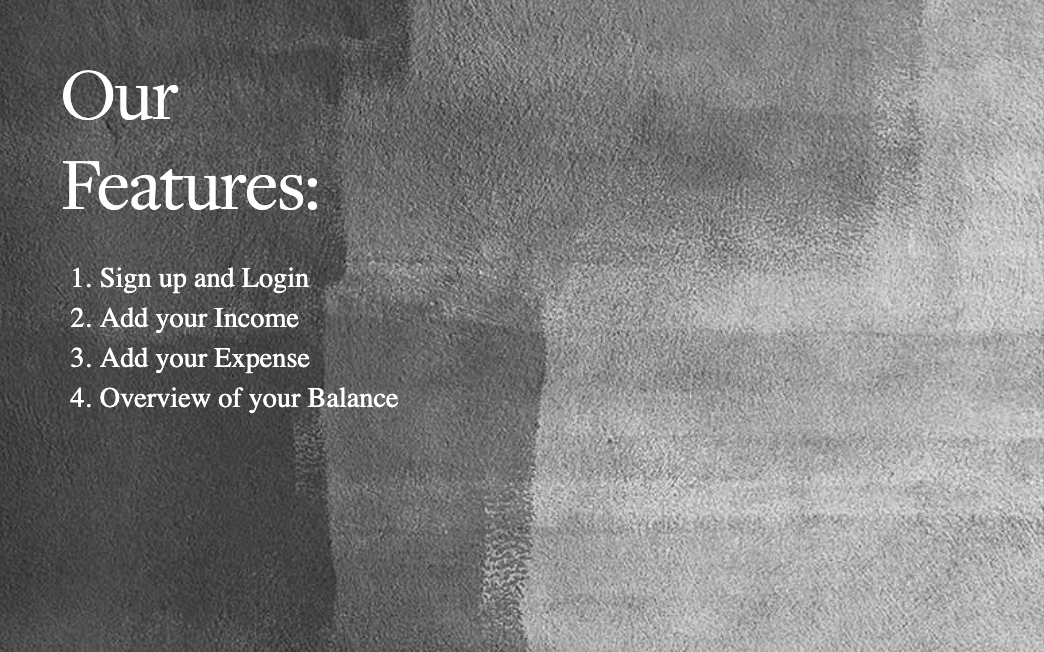 Our
Features:
1. Sign up and Login
2. Add your Income
3. Add your Expense
4. Overview of your Balance